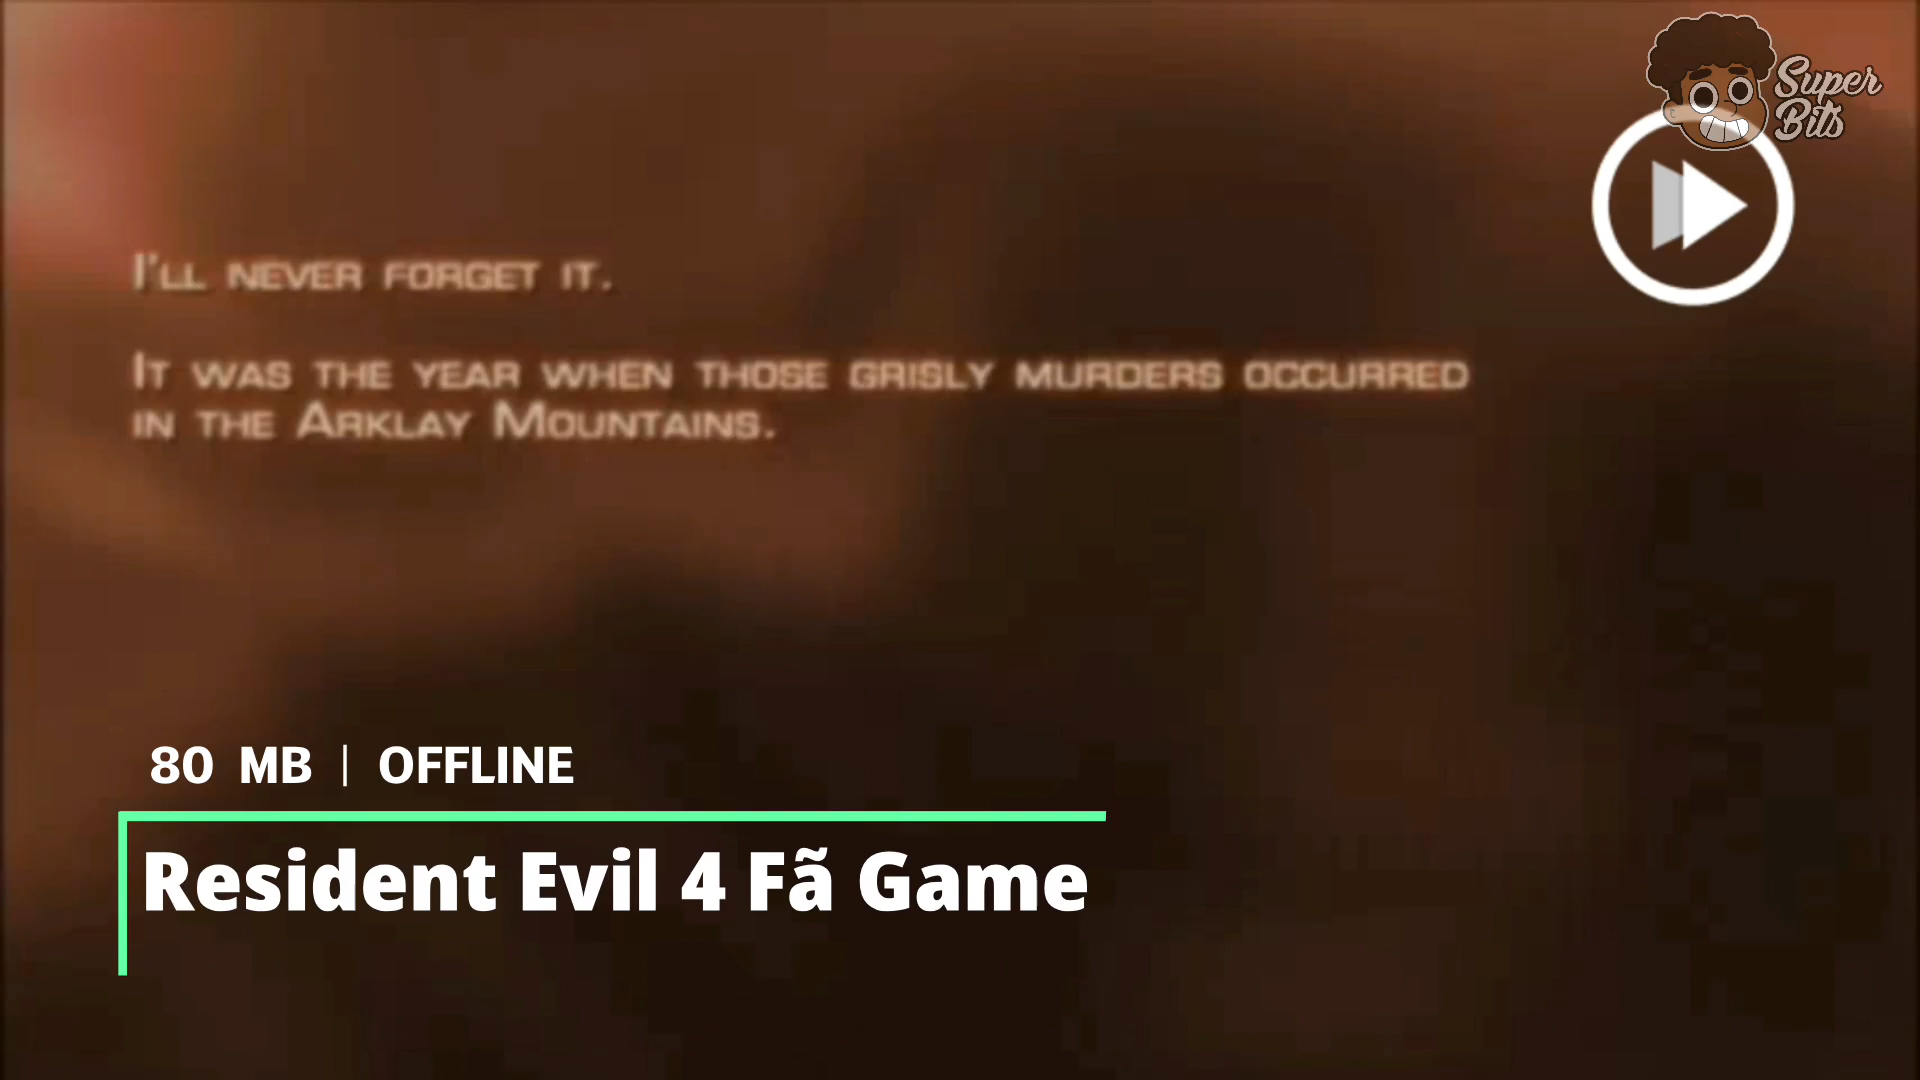 Super
Bits
I'LL NEVER FORGET IT.
IT WAS THE YEAR WHEN THOSE GRISLY MURDERS OCCURRED
IN THE ARKLAY MOUNTAINS.
80 MB | OFFLINE
Resident Evil 4 Fã Game